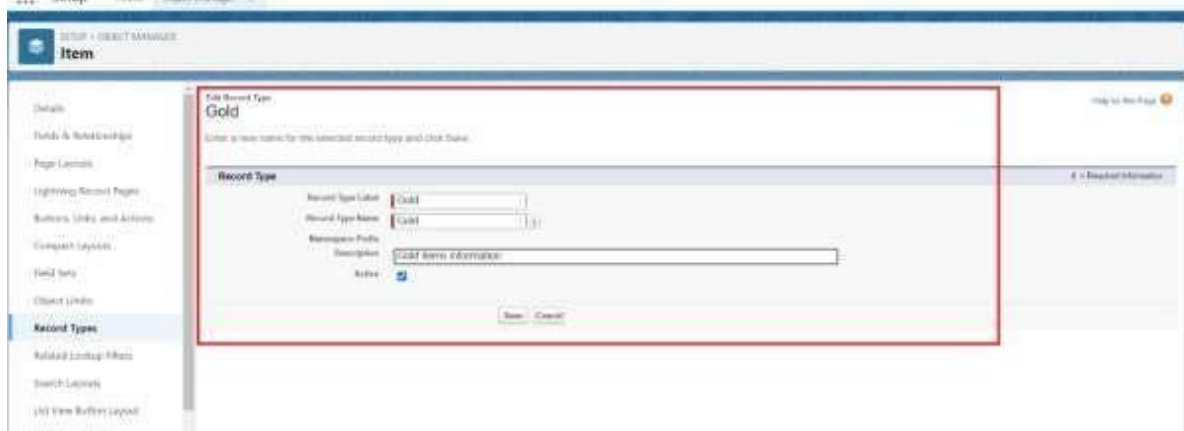 Setup
SETUP > OBJECT MANAGER
Item
Details
Fields & Relationships
Page Layouts
Lightning Record Pages
Buttons, Links, and Actions
Compact Layouts
Field Sets
Object Limits
Record Types
Related Lookup Filters
Search Layouts
List View Button Layout
Edit Record Type
Gold
Help for this Page
Enter a new name for the selected record type and click Save.
Record Type
= Required Information
Record Type Label Gold
Record Type Name Gold i
Namespace Prefix
Description Gold items information
Active
Save Cancel